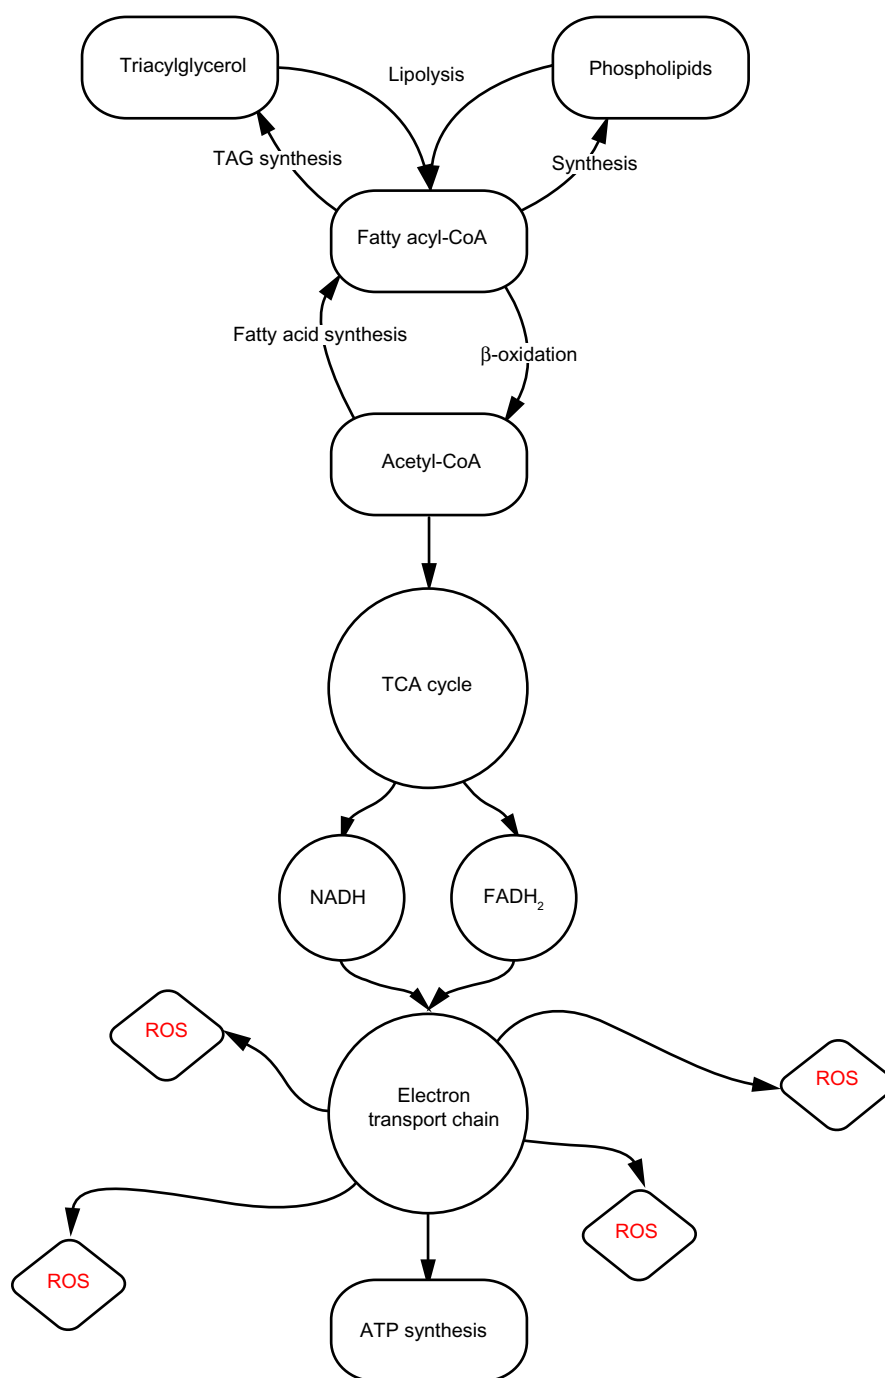 Triacylglycerol
Lipolysis
Phospholipids
TAG synthesis
Synthesis
Fatty acyl-CoA
Fatty acid synthesis
β-oxidation
Acetyl-CoA
TCA cycle
NADH
FADH₂
ROS
ROS
Electron
transport chain
ROS
ROS
ATP synthesis